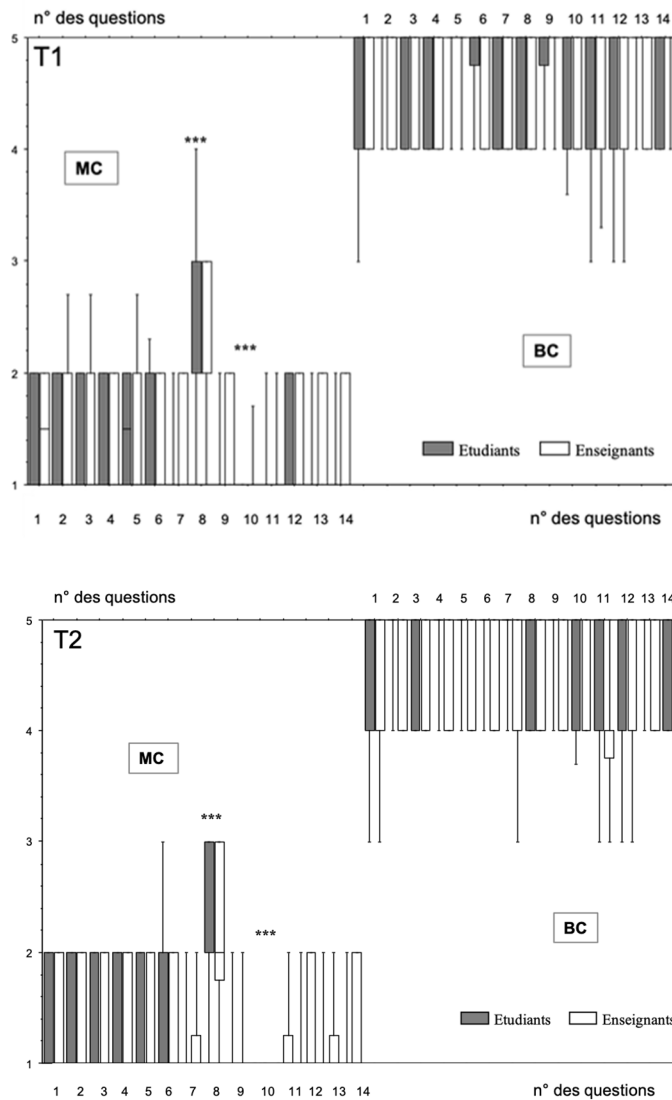 n° des questions
1 2 3 4 5 6 7 8 9 10 11 12 13 14
5
T1
***
4
MC
3
***
2
BC
Etudiants Enseignants
1
1 2 3 4 5 6 7 8 9 10 11 12 13 14 n° des questions
n° des questions
1 2 3 4 5 6 7 8 9 10 11 12 13 14
5
T2
4
MC
***
3
***
BC
2
Etudiants Enseignants
1
1 2 3 4 5 6 7 8 9 10 11 12 13 14 n° des questions